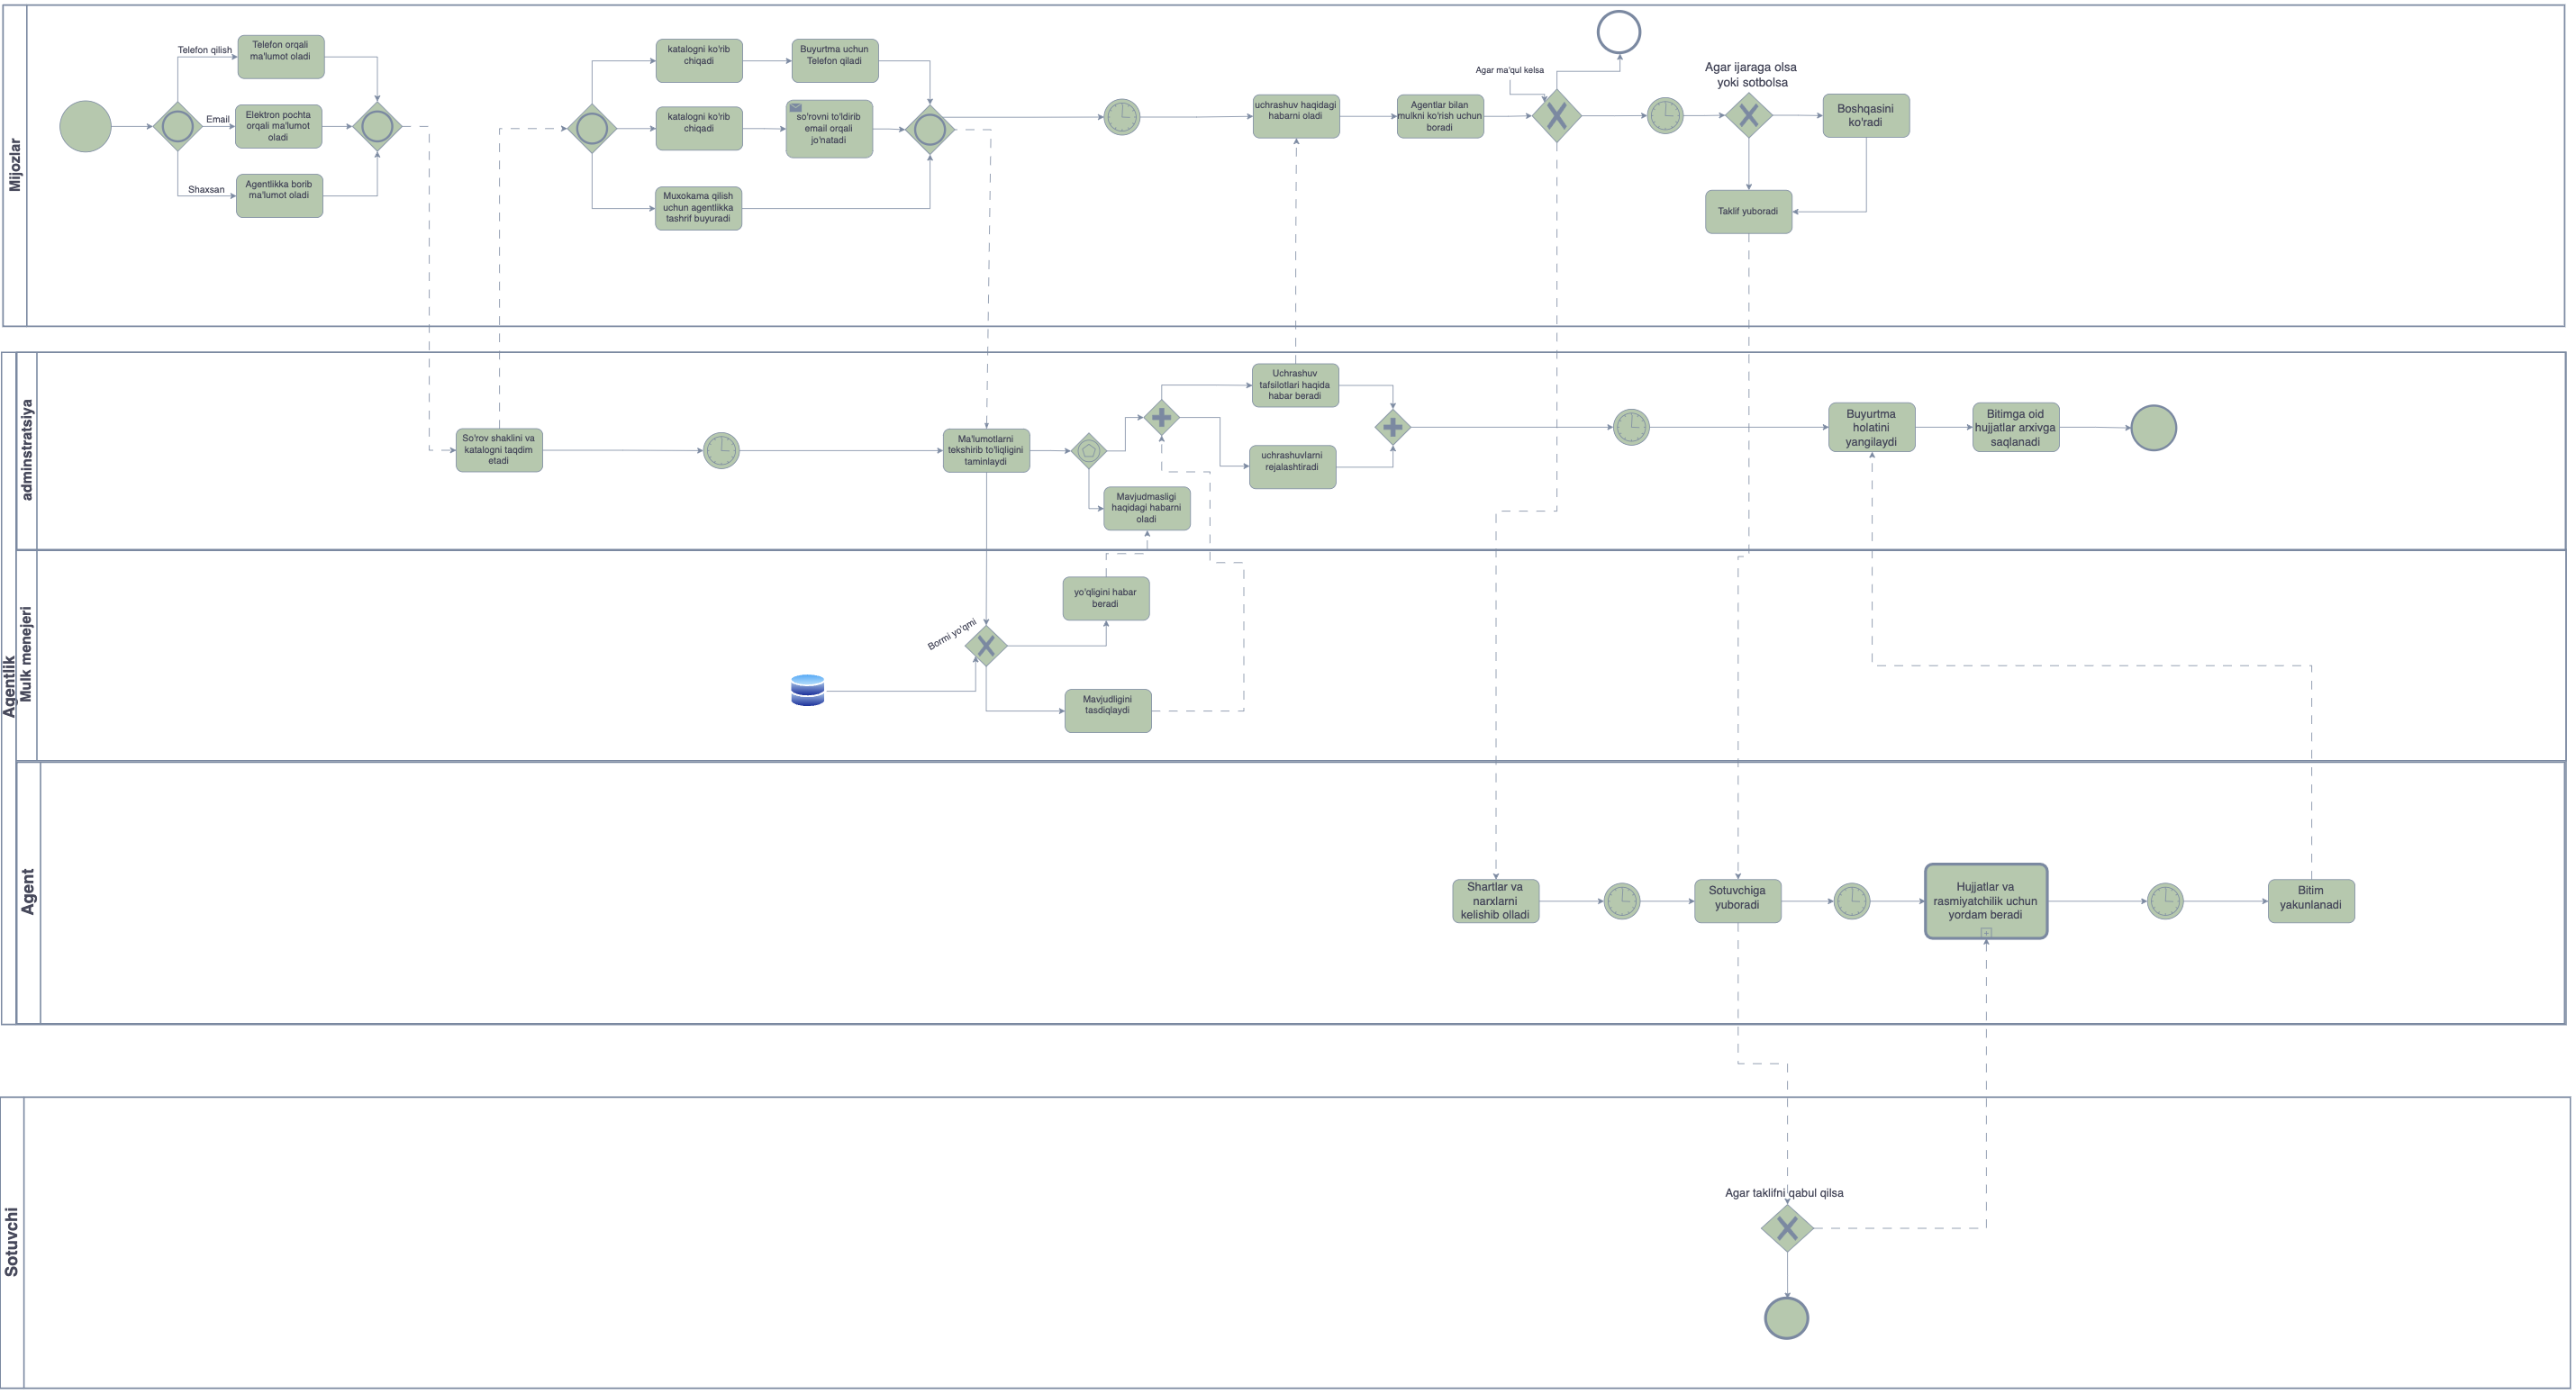 Mijozlar
Telefon qilish
Telefon orqali
ma'lumot oladi
Email
Elektron pochta
orqali ma'lumot
oladi
Shaxsan
Agentlikka borib
ma'lumot oladi
katalogni ko'rib
chiqadi
Buyurtma uchun
Telefon qiladi
katalogni ko'rib
chiqadi
so'rovni to'ldirib
email orqali
jo'natadi
Muxokama qilish
uchun agentlikka
tashrif buyuradi
uchrashuv haqidagi
habarni oladi
Agentlar bilan
mulkni ko'rish uchun
boradi
Agar ma'qul kelsa
Agar ijaraga olsa
yoki sotbolsa
Boshqasini
ko'radi
Taklif yuboradi
Agentlik
adminstratsiya
So'rov shaklini va
katalogni taqdim
etadi
Ma'lumotlarni
tekshirib to'liqligini
taminlaydi
Mavjudmasligi
haqidagi habarni
oladi
Uchrashuv
tafsilotlari haqida
habar beradi
uchrashuvlarni
rejalashtiradi
Buyurtma
holatini
yangilaydi
Bitimga oid
hujjatlar arxivga
saqlanadi
Mulk menejeri
Bormi yo'qmi
yo'qligini habar
beradi
Mavjudligini
tasdiqlaydi
Agent
Shartlar va
narxlarni
kelishib olladi
Sotuvchiga
yuboradi
Hujjatlar va
rasmiyatchilik uchun
yordam beradi
Bitim
yakunlanadi
Sotuvchi
Agar taklifni qabul qilsa